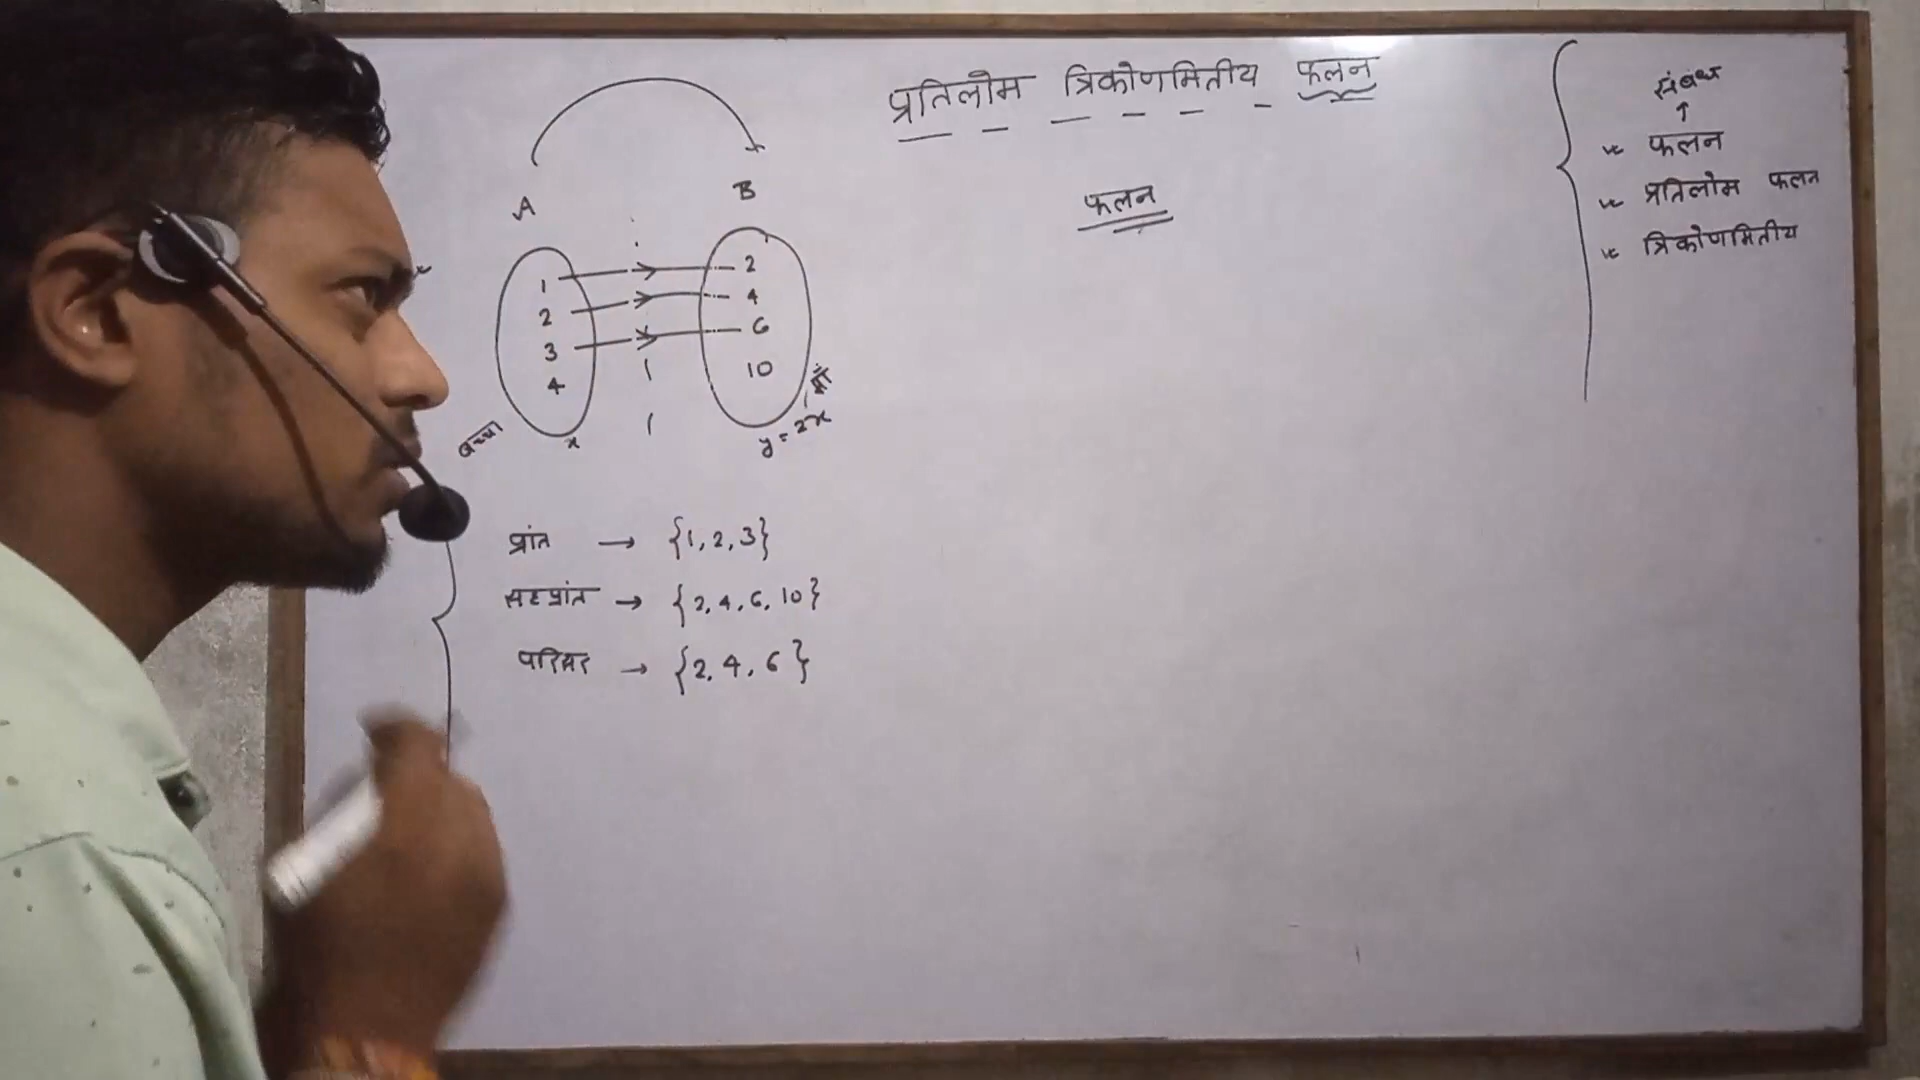 प्रतिलोम त्रिकोणमितीय फलन
फलन
संबंध
↑
फलन
प्रतिलोम फलन
त्रिकोणमितीय
A B
1 2
2 4
3 6
4 10
बच्चा x y = 2x माँ
प्रांत → {1, 2, 3}
सहप्रांत → {2, 4, 6, 10}
परिसर → {2, 4, 6}